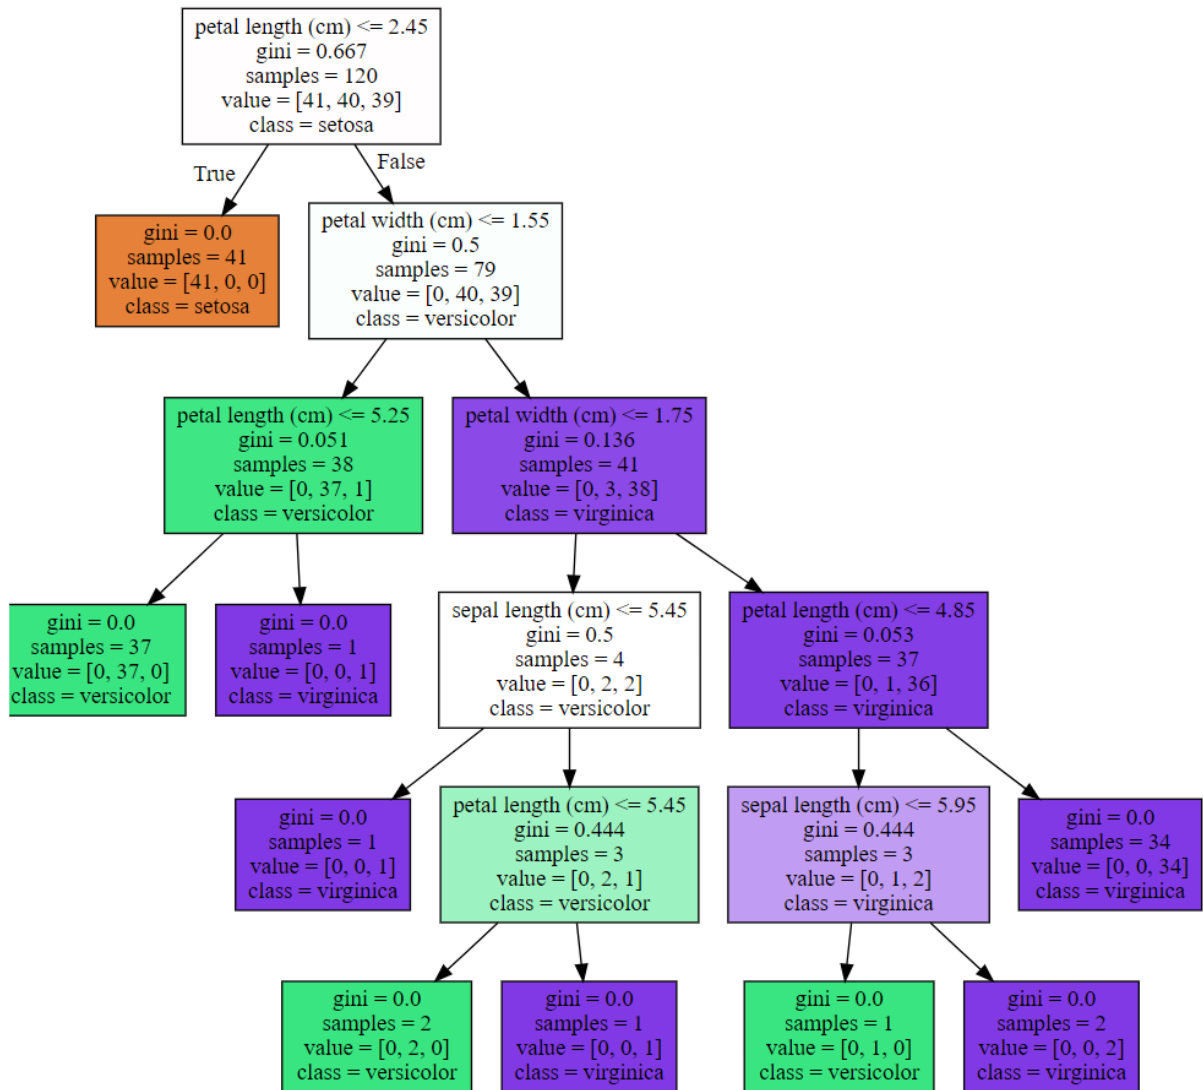 petal length (cm) <= 2.45
gini = 0.667
samples = 120
value = [41, 40, 39]
class = setosa
True
False
gini = 0.0
samples = 41
value = [41, 0, 0]
class = setosa
petal width (cm) <= 1.55
gini = 0.5
samples = 79
value = [0, 40, 39]
class = versicolor
petal length (cm) <= 5.25
gini = 0.051
samples = 38
value = [0, 37, 1]
class = versicolor
petal width (cm) <= 1.75
gini = 0.136
samples = 41
value = [0, 3, 38]
class = virginica
gini = 0.0
samples = 37
value = [0, 37, 0]
class = versicolor
gini = 0.0
samples = 1
value = [0, 0, 1]
class = virginica
sepal length (cm) <= 5.45
gini = 0.5
samples = 4
value = [0, 2, 2]
class = versicolor
petal length (cm) <= 4.85
gini = 0.053
samples = 37
value = [0, 1, 36]
class = virginica
gini = 0.0
samples = 1
value = [0, 0, 1]
class = virginica
petal length (cm) <= 5.45
gini = 0.444
samples = 3
value = [0, 2, 1]
class = versicolor
sepal length (cm) <= 5.95
gini = 0.444
samples = 3
value = [0, 1, 2]
class = virginica
gini = 0.0
samples = 34
value = [0, 0, 34]
class = virginica
gini = 0.0
samples = 2
value = [0, 2, 0]
class = versicolor
gini = 0.0
samples = 1
value = [0, 0, 1]
class = virginica
gini = 0.0
samples = 1
value = [0, 1, 0]
class = versicolor
gini = 0.0
samples = 2
value = [0, 0, 2]
class = virginica